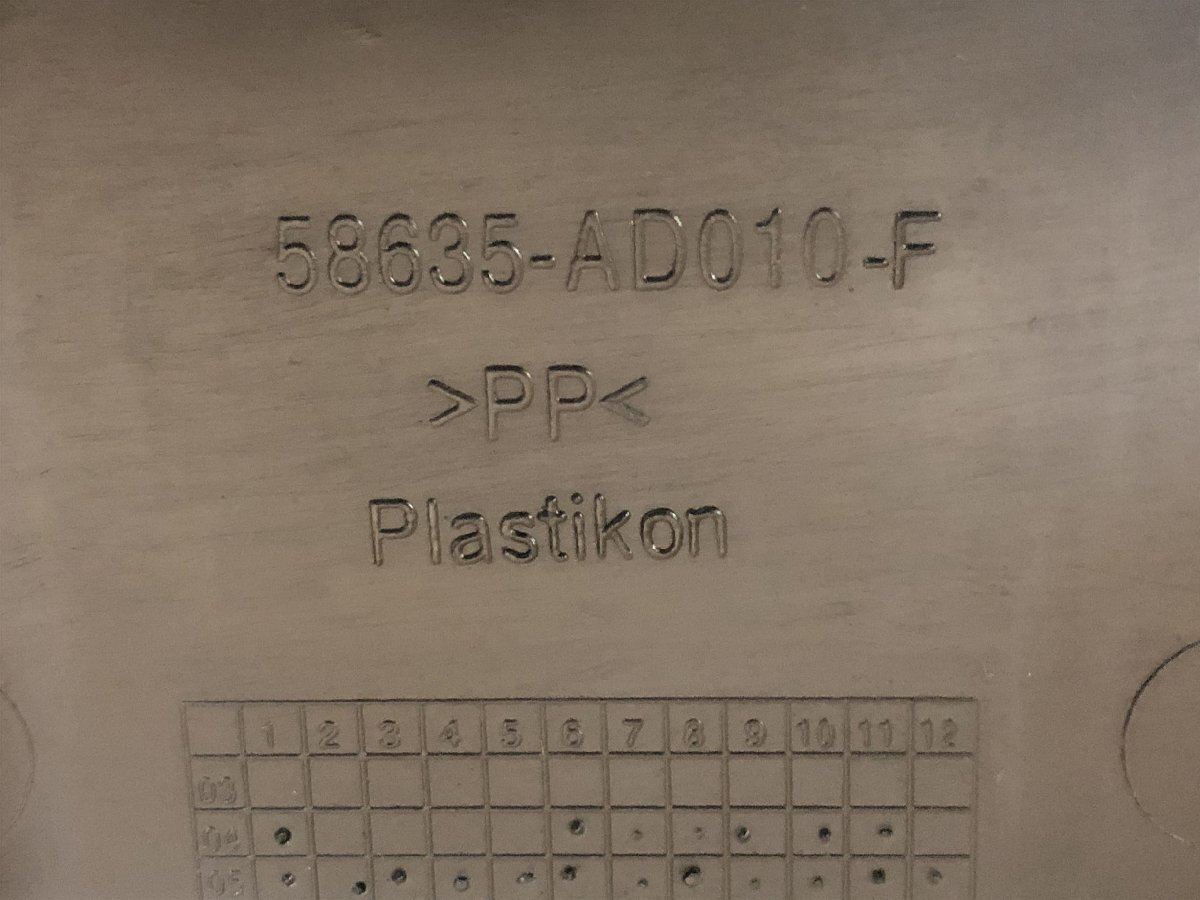 58635-AD010-F
>PP<
Plastikon
1 2 3 4 5 6 7 8 9 10 11 12
03
04
05